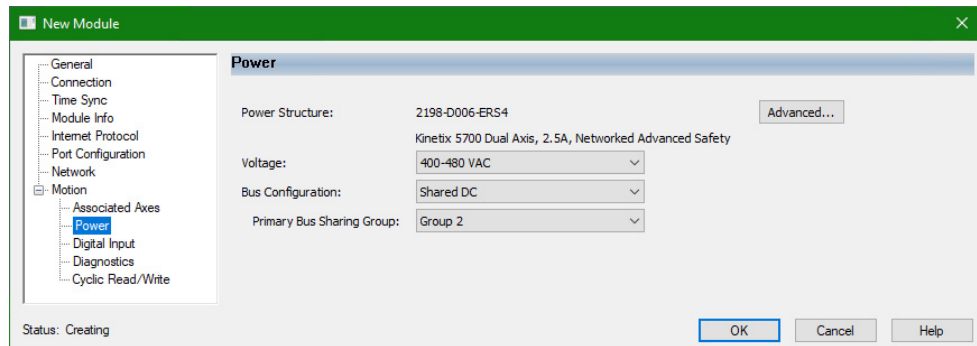 New Module
General
Connection
Time Sync
Module Info
Internet Protocol
Port Configuration
Network
Motion
Associated Axes
Power
Digital Input
Diagnostics
Cyclic Read/Write
Power
Power Structure: 2198-D006-ERS4 Advanced...
Kinetix 5700 Dual Axis, 2.5A, Networked Advanced Safety
Voltage: 400-480 VAC
Bus Configuration: Shared DC
Primary Bus Sharing Group: Group 2
Status: Creating OK Cancel Help